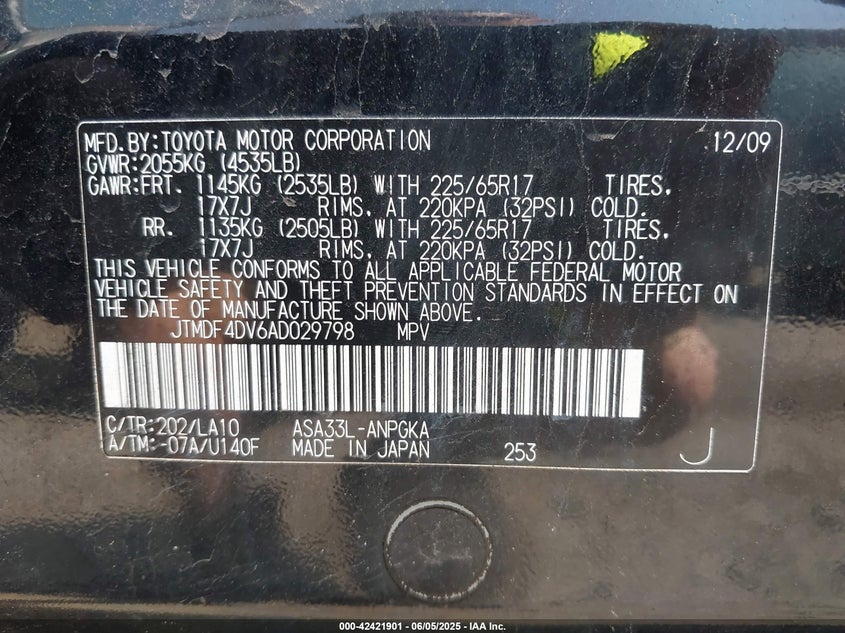 MFD.BY:TOYOTA MOTOR CORPORATION 12/09
GVWR:2055KG (4535LB)
GAWR:FRT. 1145KG (2535LB) WITH 225/65R17 TIRES,
17X7J RIMS, AT 220KPA (32PSI) COLD.
RR. 1135KG (2505LB) WITH 225/65R17 TIRES,
17X7J RIMS, AT 220KPA (32PSI) COLD.
THIS VEHICLE CONFORMS TO ALL APPLICABLE FEDERAL MOTOR
VEHICLE SAFETY AND THEFT PREVENTION STANDARDS IN EFFECT ON
THE DATE OF MANUFACTURE SHOWN ABOVE.
JTMDF4DV6AD029798 MPV
C/TR:202/LA10 ASA33L-ANPGKA
A/TM:-07A/U140F MADE IN JAPAN 253 J
000-42421901 - 06/05/2025 - IAA Inc.